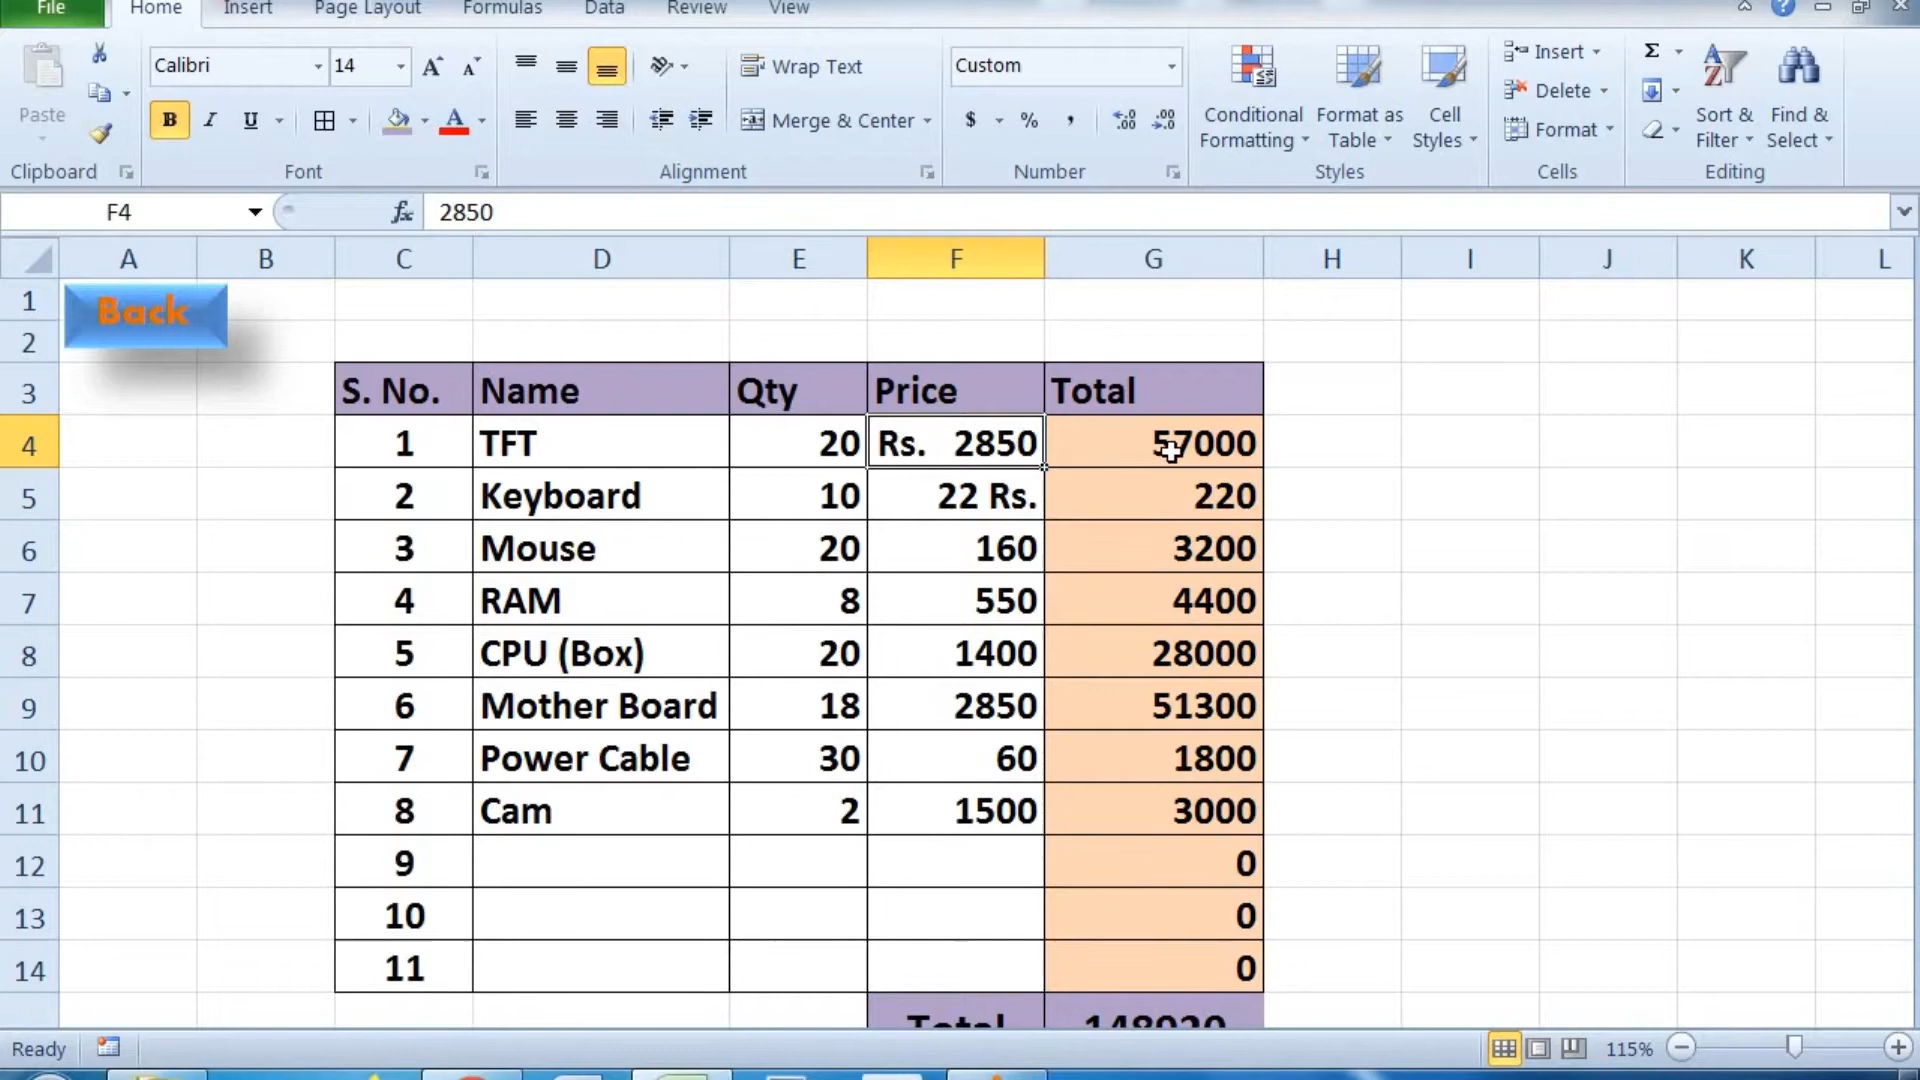 File Home Insert Page Layout Formulas Data Review View
Calibri 14 Wrap Text Custom Insert
Paste B I U Merge & Center $ % , Conditional Formatting Format as Table Cell Styles Delete Format Sort & Filter Find & Select
Clipboard Font Alignment Number Styles Cells Editing
F4 fx 2850
A B C D E F G H I J K L
1 Back
2
3 S. No. Name Qty Price Total
4 1 TFT 20 Rs. 2850 57000
5 2 Keyboard 10 22 Rs. 220
6 3 Mouse 20 160 3200
7 4 RAM 8 550 4400
8 5 CPU (Box) 20 1400 28000
9 6 Mother Board 18 2850 51300
10 7 Power Cable 30 60 1800
11 8 Cam 2 1500 3000
12 9 0
13 10 0
14 11 0
Total 148920
Ready 115%